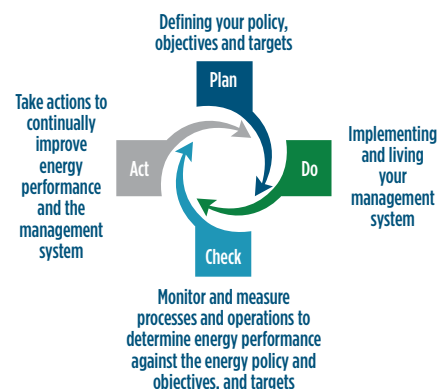 Defining your policy,
objectives and targets
Plan
Take actions to
continually
improve
energy
performance
and the
management
system
Act
Do
Implementing
and living
your
management
system
Check
Monitor and measure
processes and operations to
determine energy performance
against the energy policy and
objectives, and targets